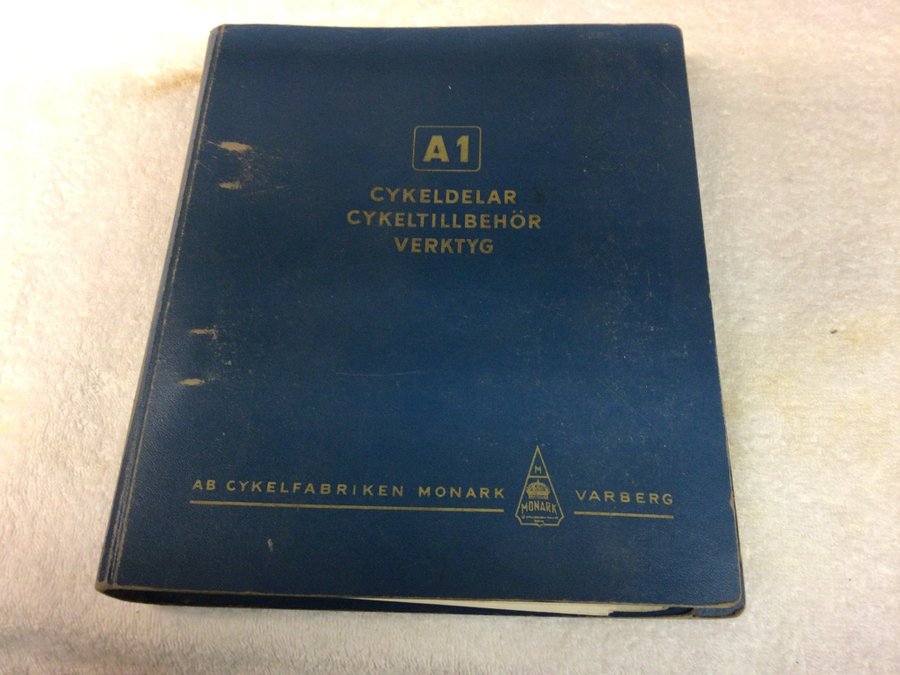 A1
CYKELDELAR
CYKELTILLBEHÖR
VERKTYG
M
AB CYKELFABRIKEN MONARK VARBERG
MONARK